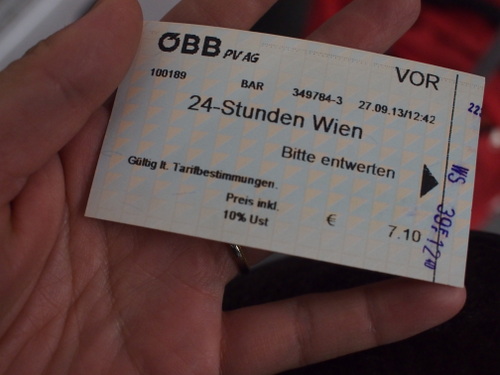 ÖBB PV AG
VOR
100189 BAR 349784-3 27.09.13/12:42
24-Stunden Wien
Bitte entwerten
Gültig lt. Tarifbestimmungen.
Preis inkl.
10% Ust € 7.10
WS